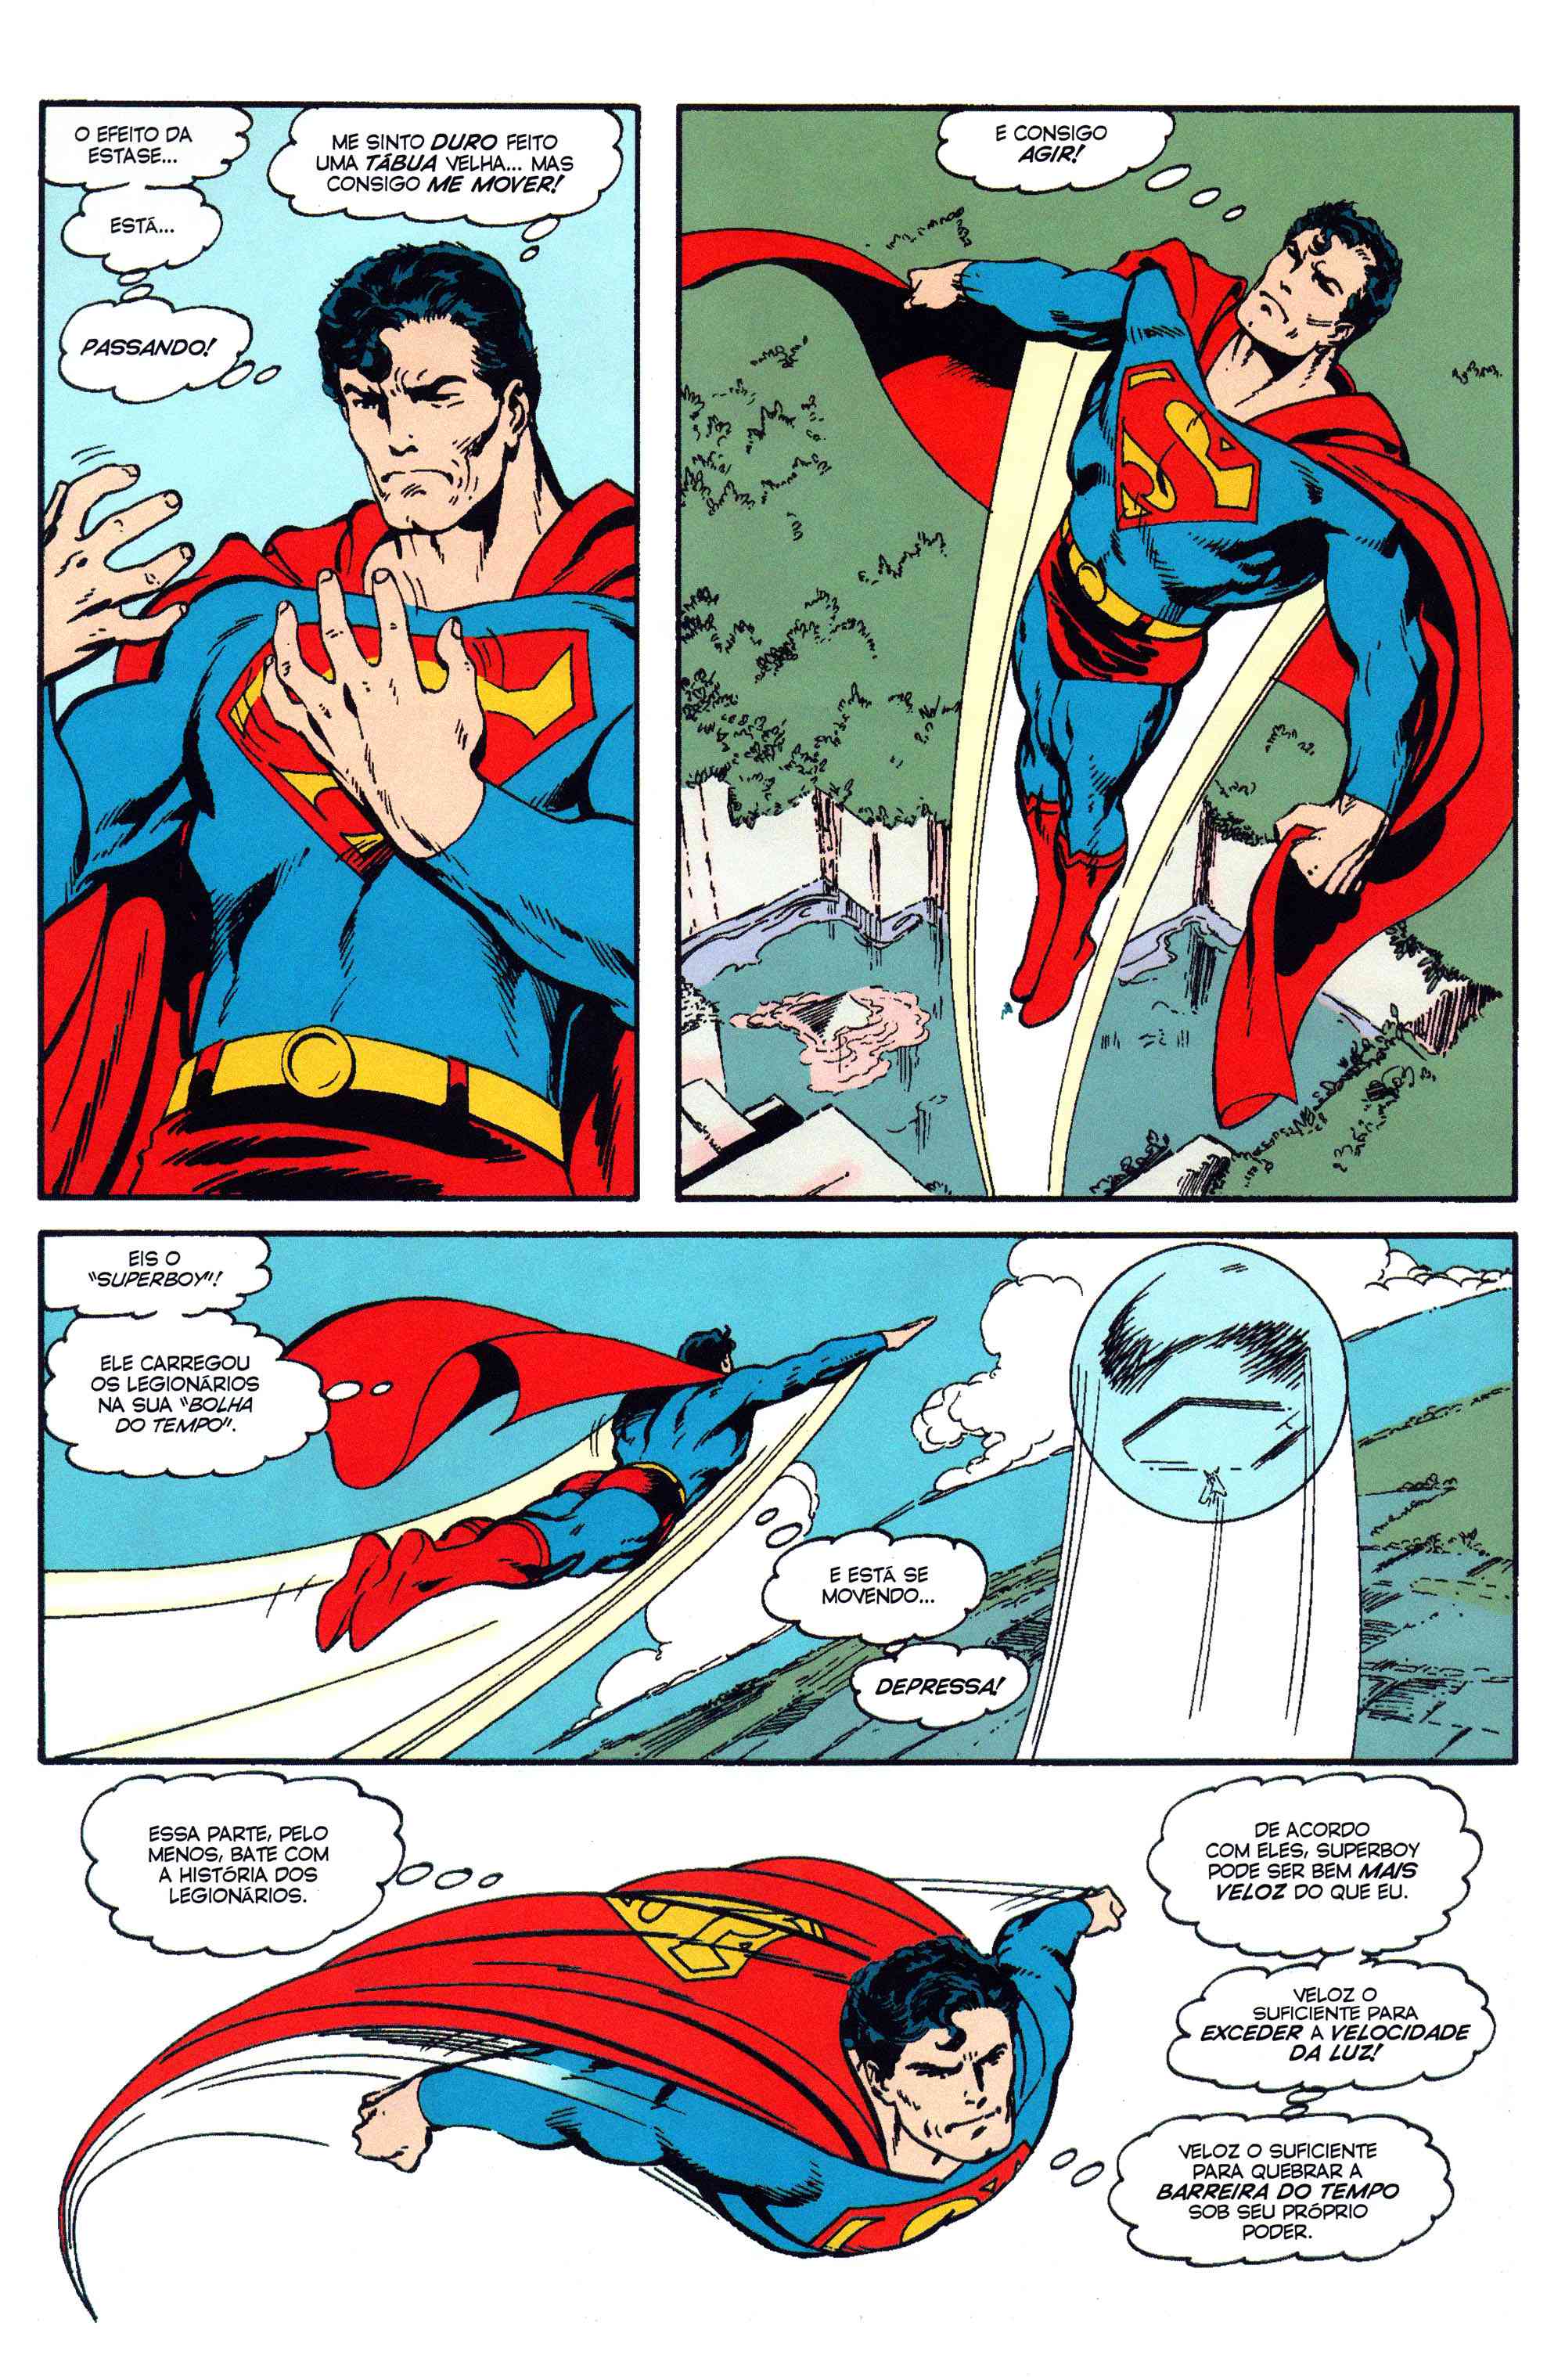 O EFEITO DA
ESTASE...
ESTÁ...
PASSANDO!
ME SINTO DURO FEITO
UMA TÁBUA VELHA... MAS
CONSIGO ME MOVER!
E CONSIGO
AGIR!
EIS O
"SUPERBOY"!
ELE CARREGOU
OS LEGIONÁRIOS
NA SUA "BOLHA
DO TEMPO".
E ESTÁ SE
MOVENDO...
DEPRESSA!
ESSA PARTE, PELO
MENOS, BATE COM
A HISTÓRIA DOS
LEGIONÁRIOS.
DE ACORDO
COM ELES, SUPERBOY
PODE SER BEM MAIS
VELOZ DO QUE EU.
VELOZ O
SUFICIENTE PARA
EXCEDER A VELOCIDADE
DA LUZ!
VELOZ O SUFICIENTE
PARA QUEBRAR A
BARREIRA DO TEMPO
SOB SEU PRÓPRIO
PODER.